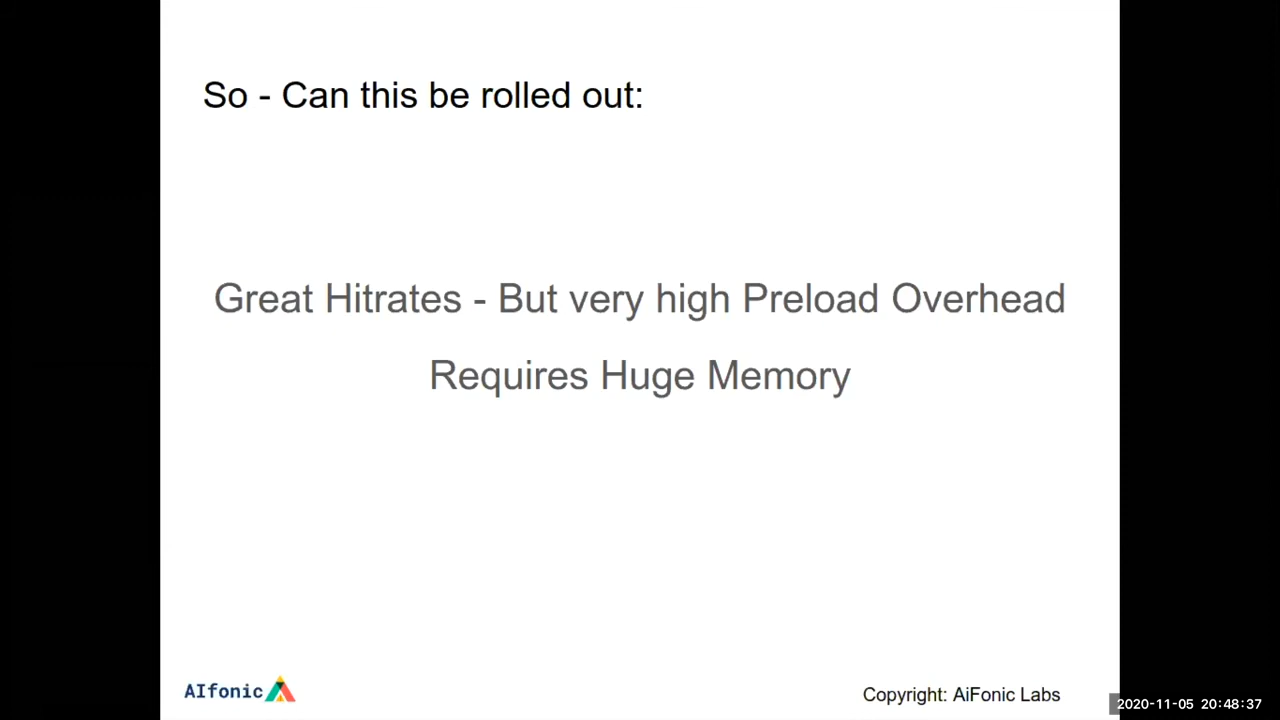 So - Can this be rolled out:
Great Hitrates - But very high Preload Overhead
Requires Huge Memory
AIfonic
Copyright: AiFonic Labs
2020-11-05 20:48:37